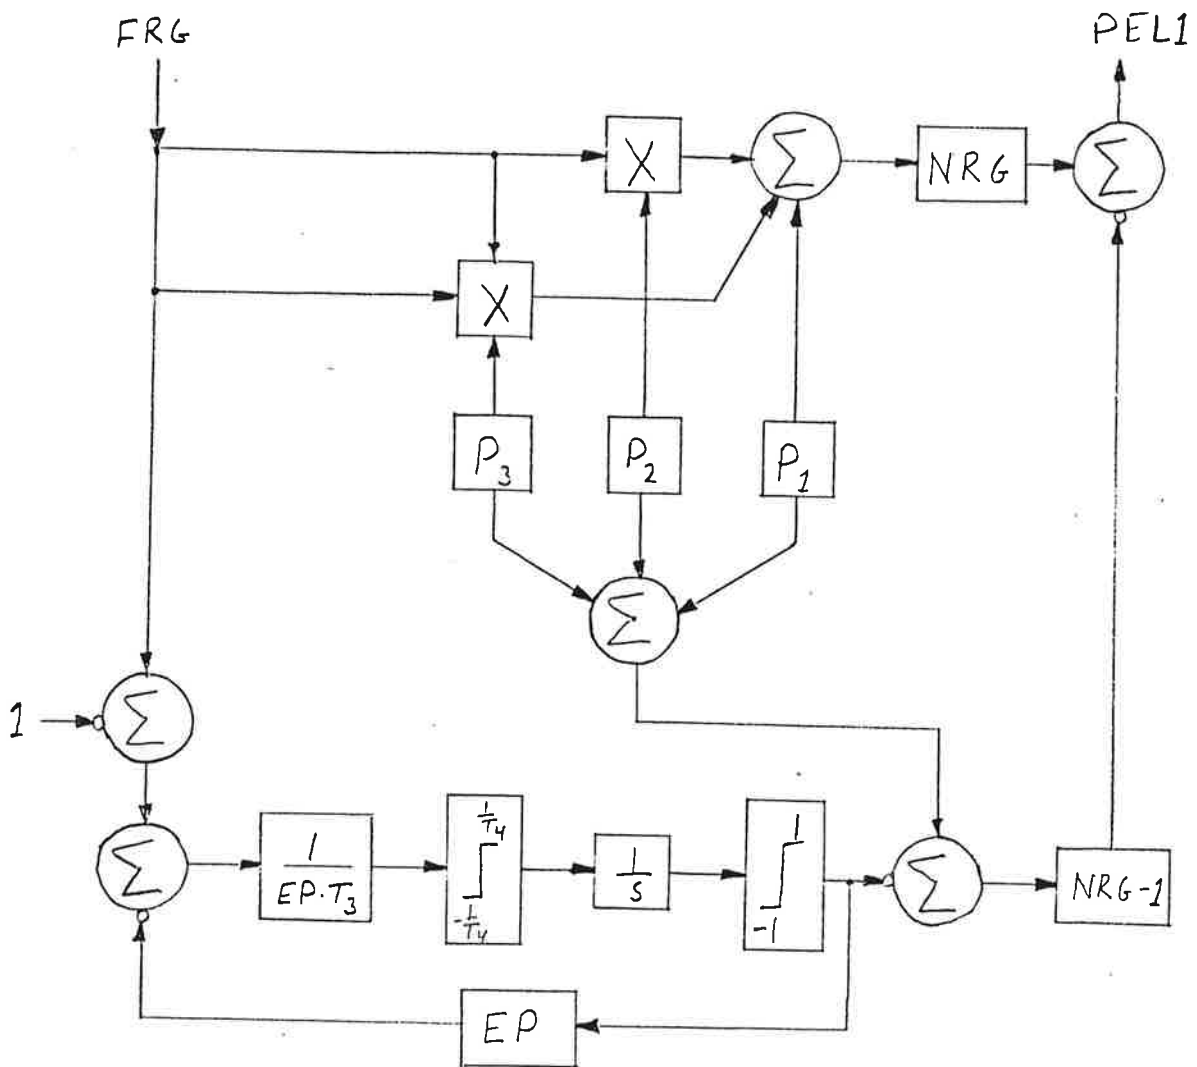 FRG
PEL1
X
Σ
NRG
Σ
X
P3
P2
P1
Σ
1
Σ
Σ
1
EP·T3
1/T4
-1/T4
1
S
1
-1
Σ
NRG-1
EP